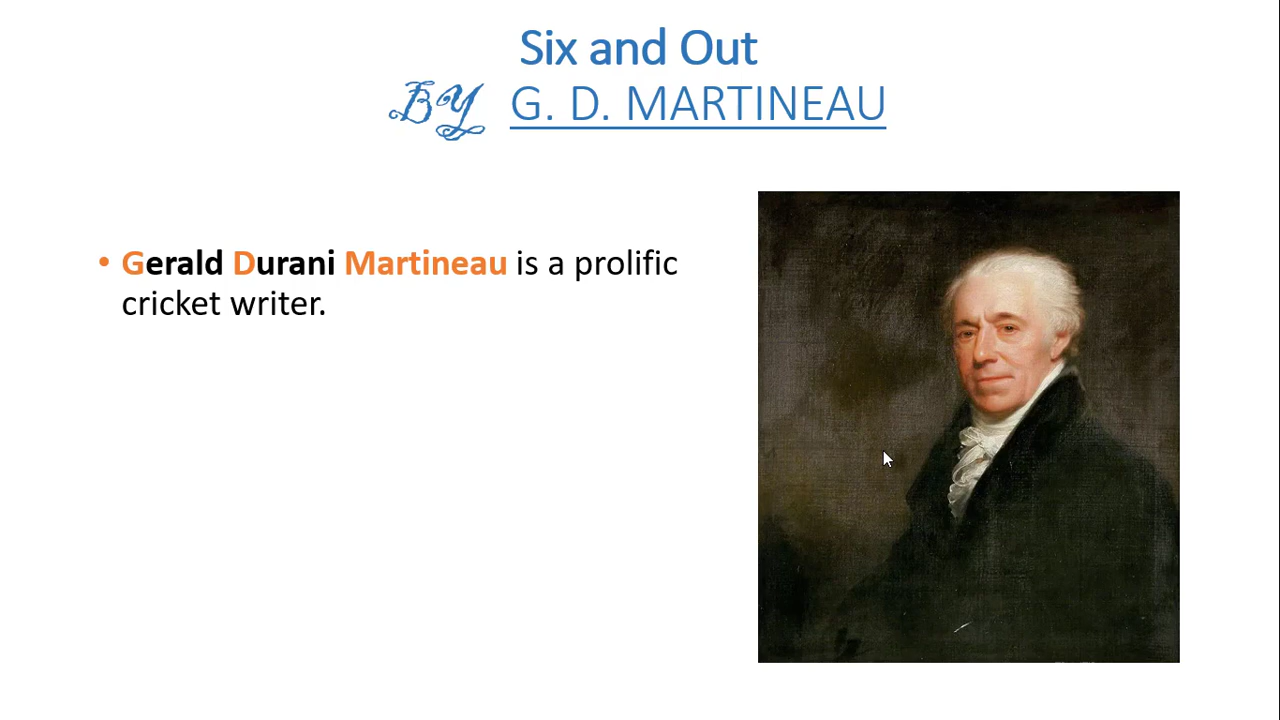 Six and Out
BY G. D. MARTINEAU
• Gerald Durani Martineau is a prolific
cricket writer.